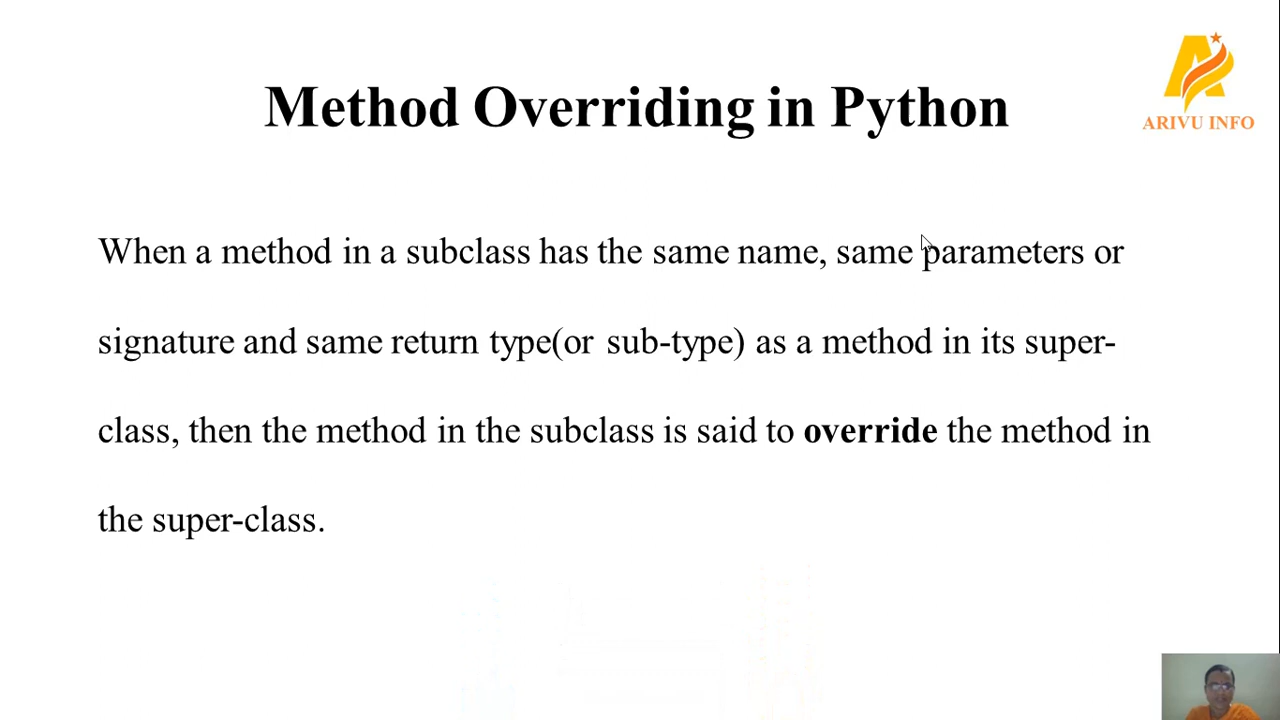 Method Overriding in Python
ARIVU INFO
When a method in a subclass has the same name, same parameters or
signature and same return type(or sub-type) as a method in its super-
class, then the method in the subclass is said to override the method in
the super-class.